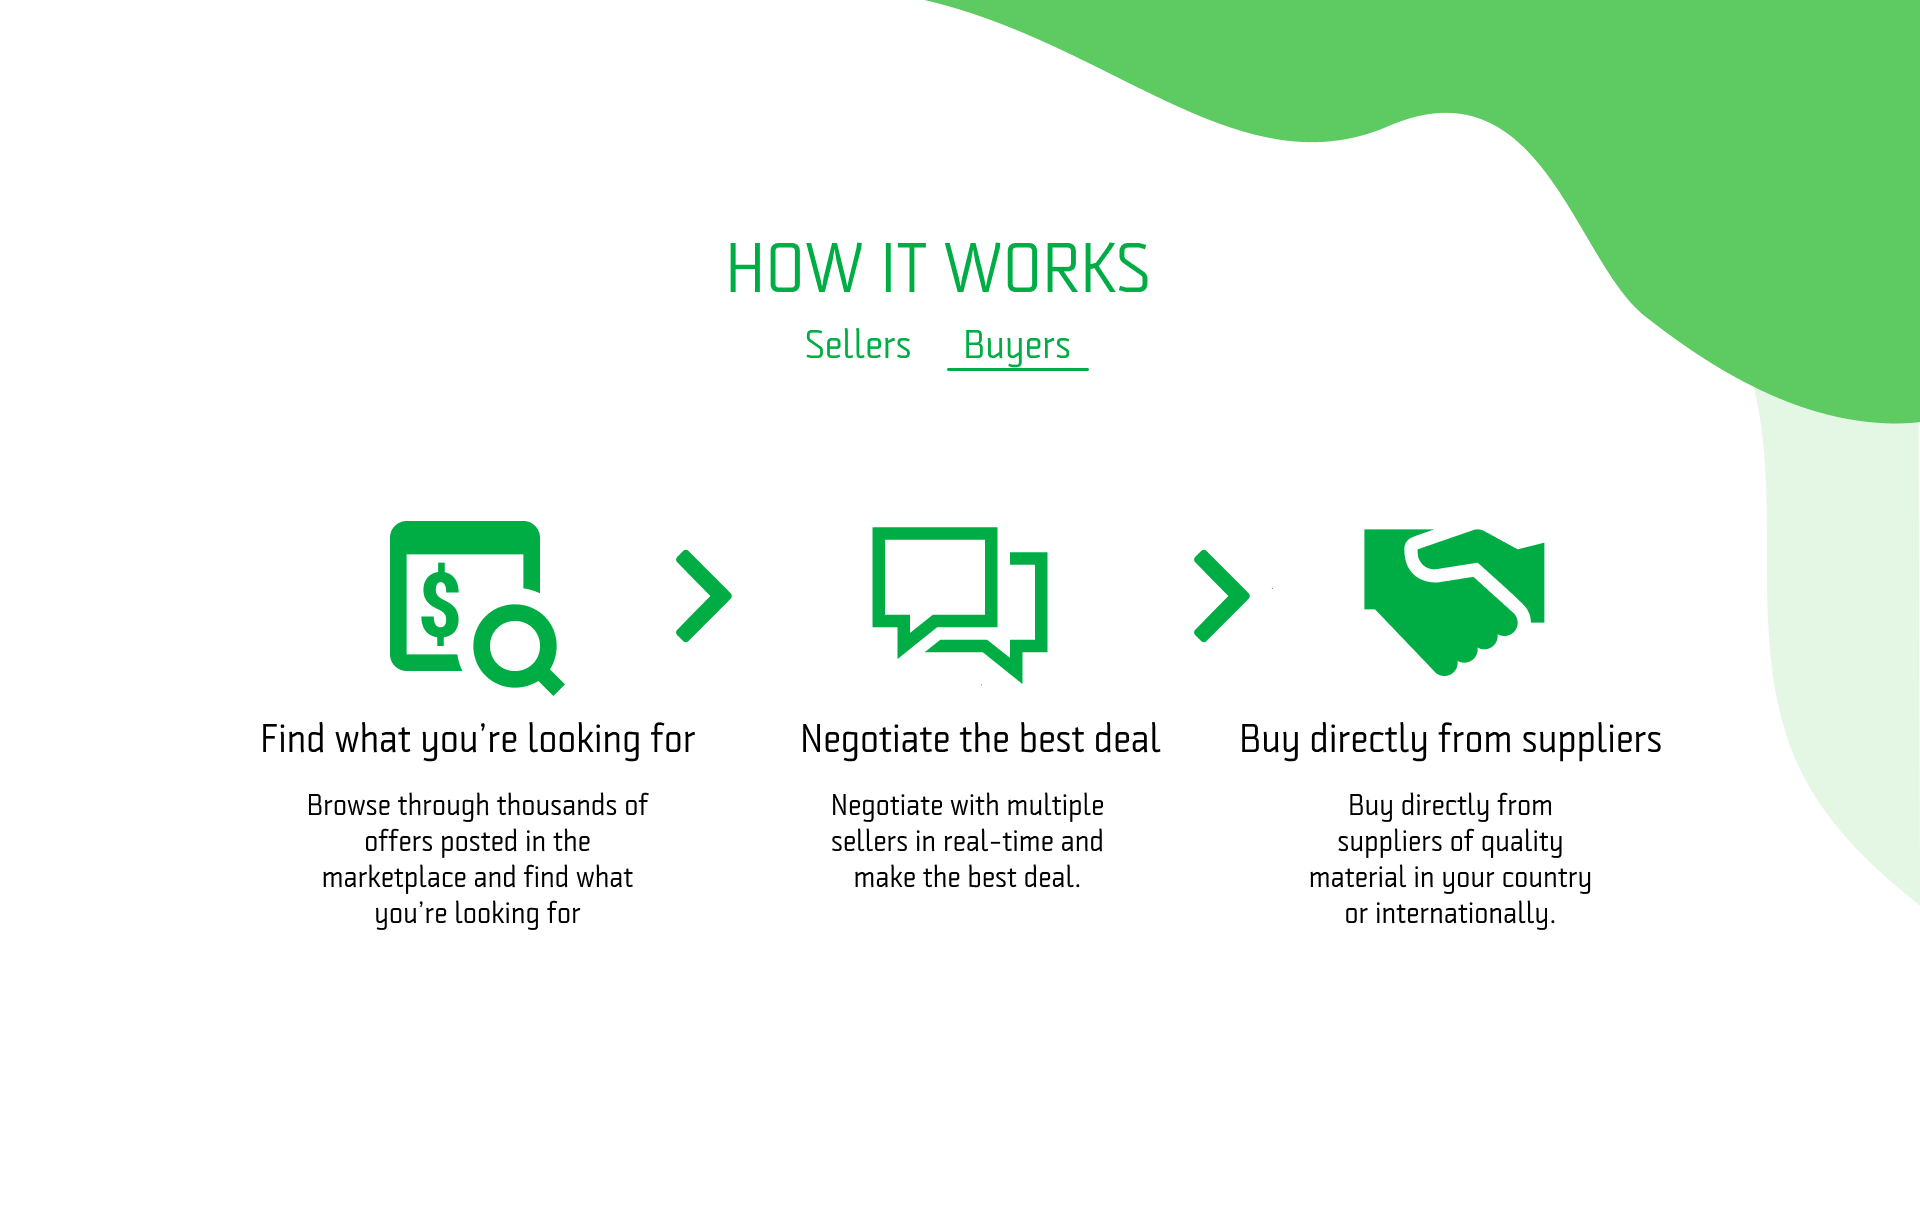 HOW IT WORKS
Sellers Buyers
$
Find what you’re looking for
Browse through thousands of
offers posted in the
marketplace and find what
you’re looking for
Negotiate the best deal
Negotiate with multiple
sellers in real-time and
make the best deal.
Buy directly from suppliers
Buy directly from
suppliers of quality
material in your country
or internationally.